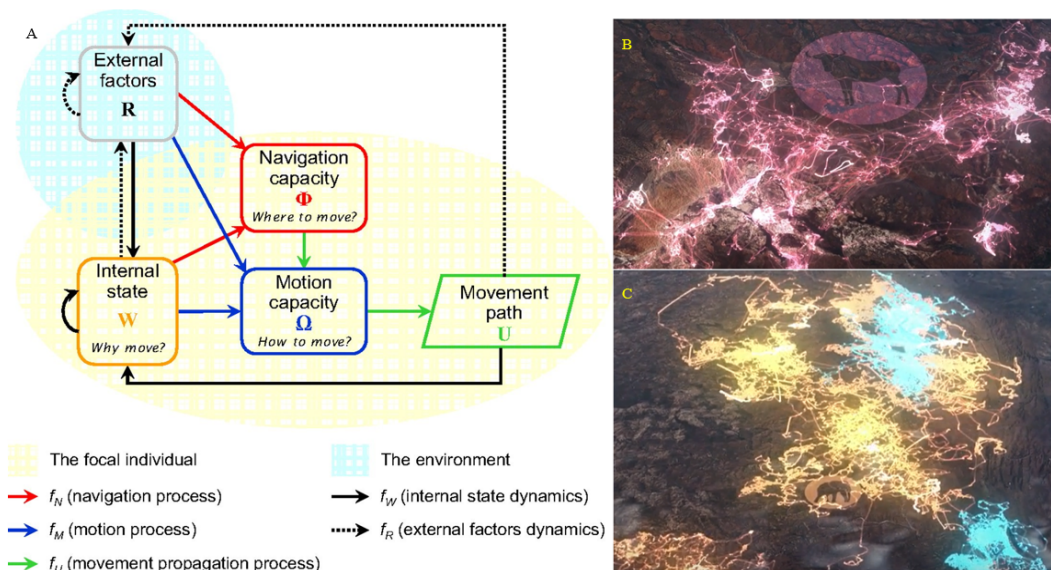 A
External
factors
R
Navigation
capacity
Φ
Where to move?
Internal
state
W
Why move?
Motion
capacity
Ω
How to move?
Movement
path
U
The focal individual
The environment
f_N (navigation process)
f_W (internal state dynamics)
f_M (motion process)
f_R (external factors dynamics)
f_U (movement propagation process)
B
C